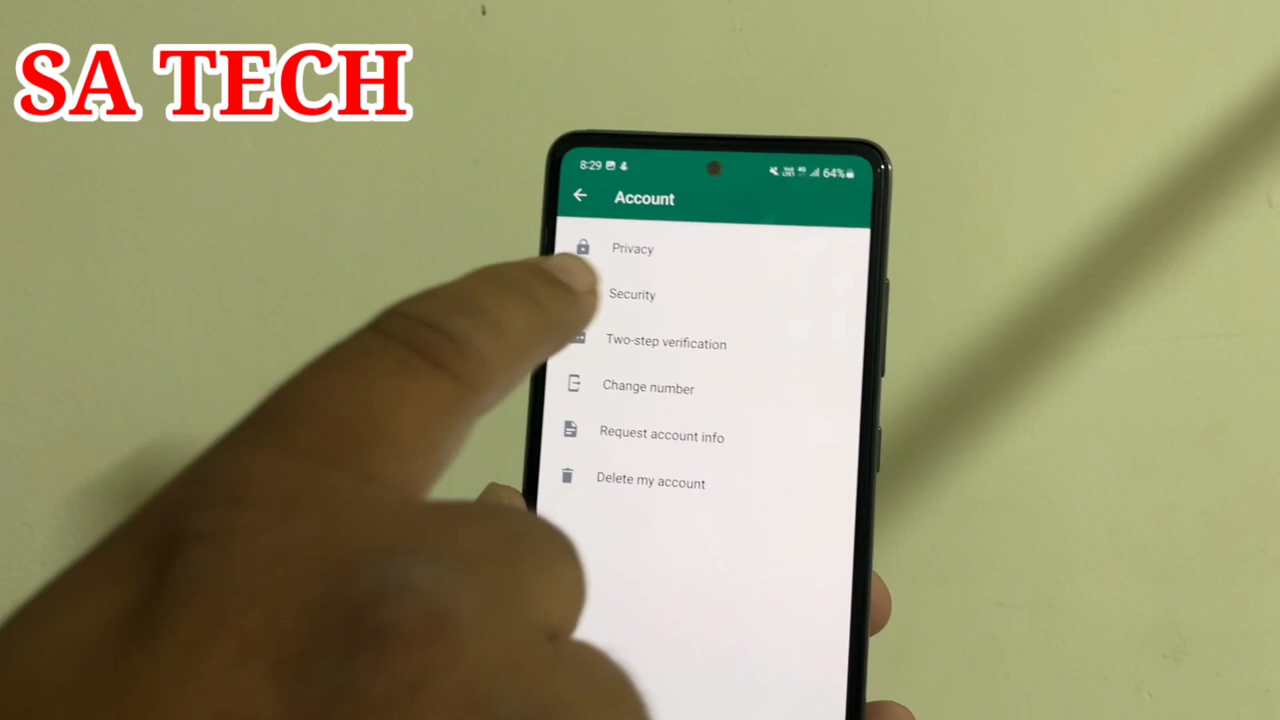 SA TECH
8:29
64%
Account
Privacy
Security
Two-step verification
Change number
Request account info
Delete my account